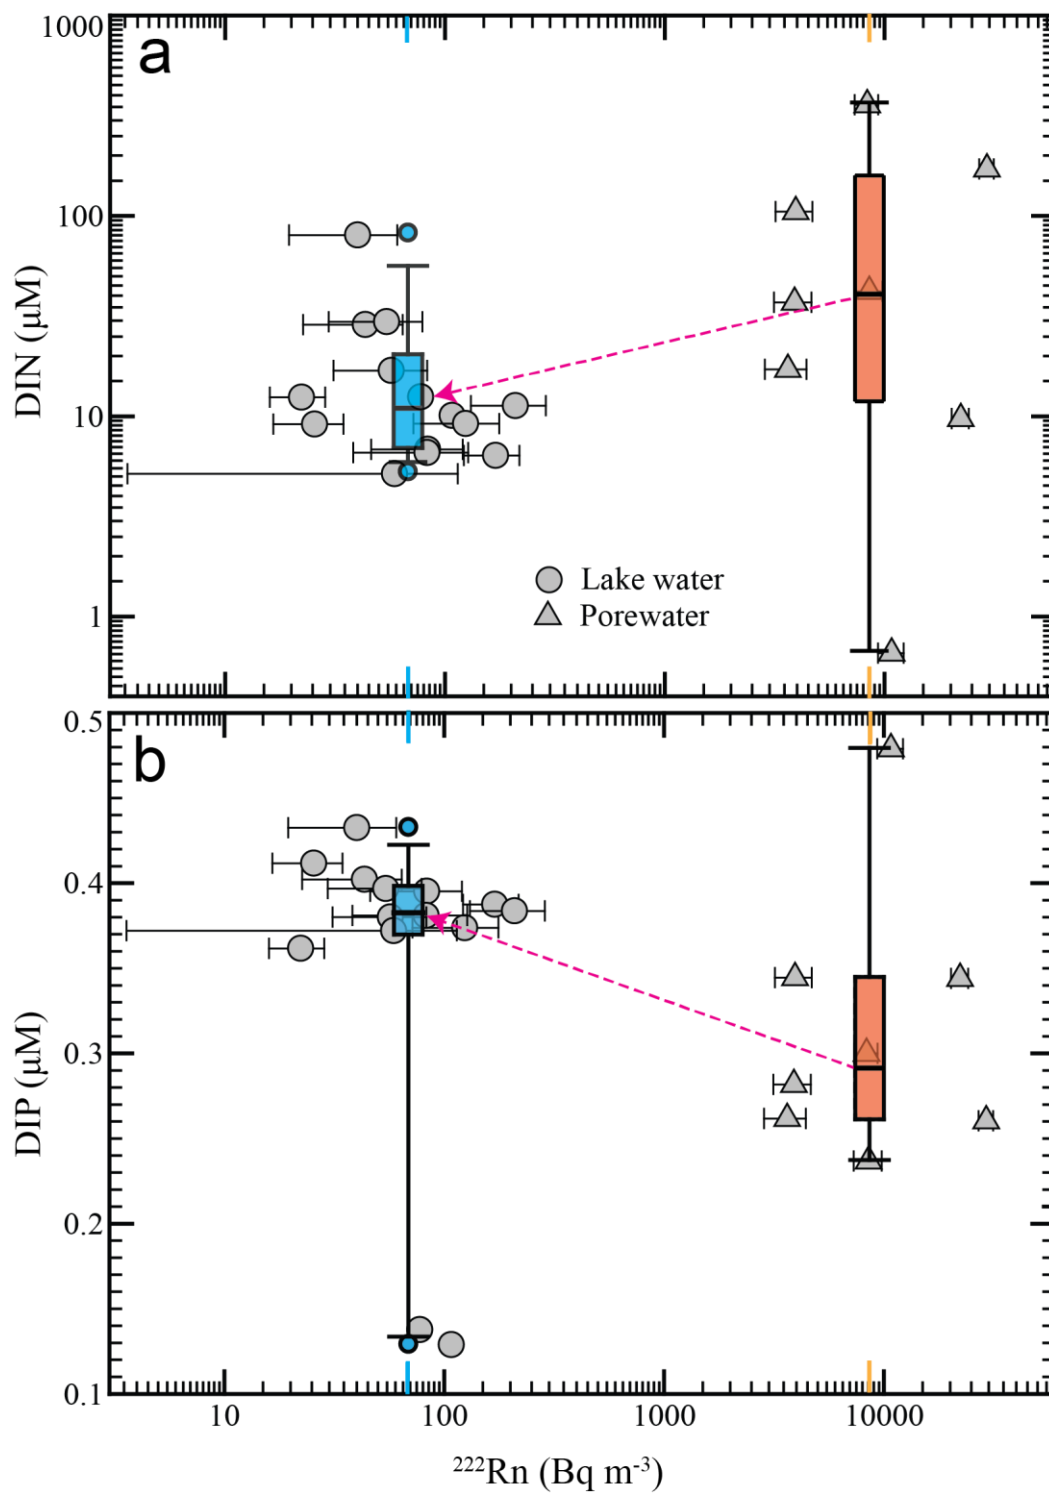 1000
a
100
10
1
DIN (μM)
Lake water
Porewater
0.5
b
0.4
0.3
0.2
0.1
DIP (μM)
10 100 1000 10000
²²²Rn (Bq m⁻³)